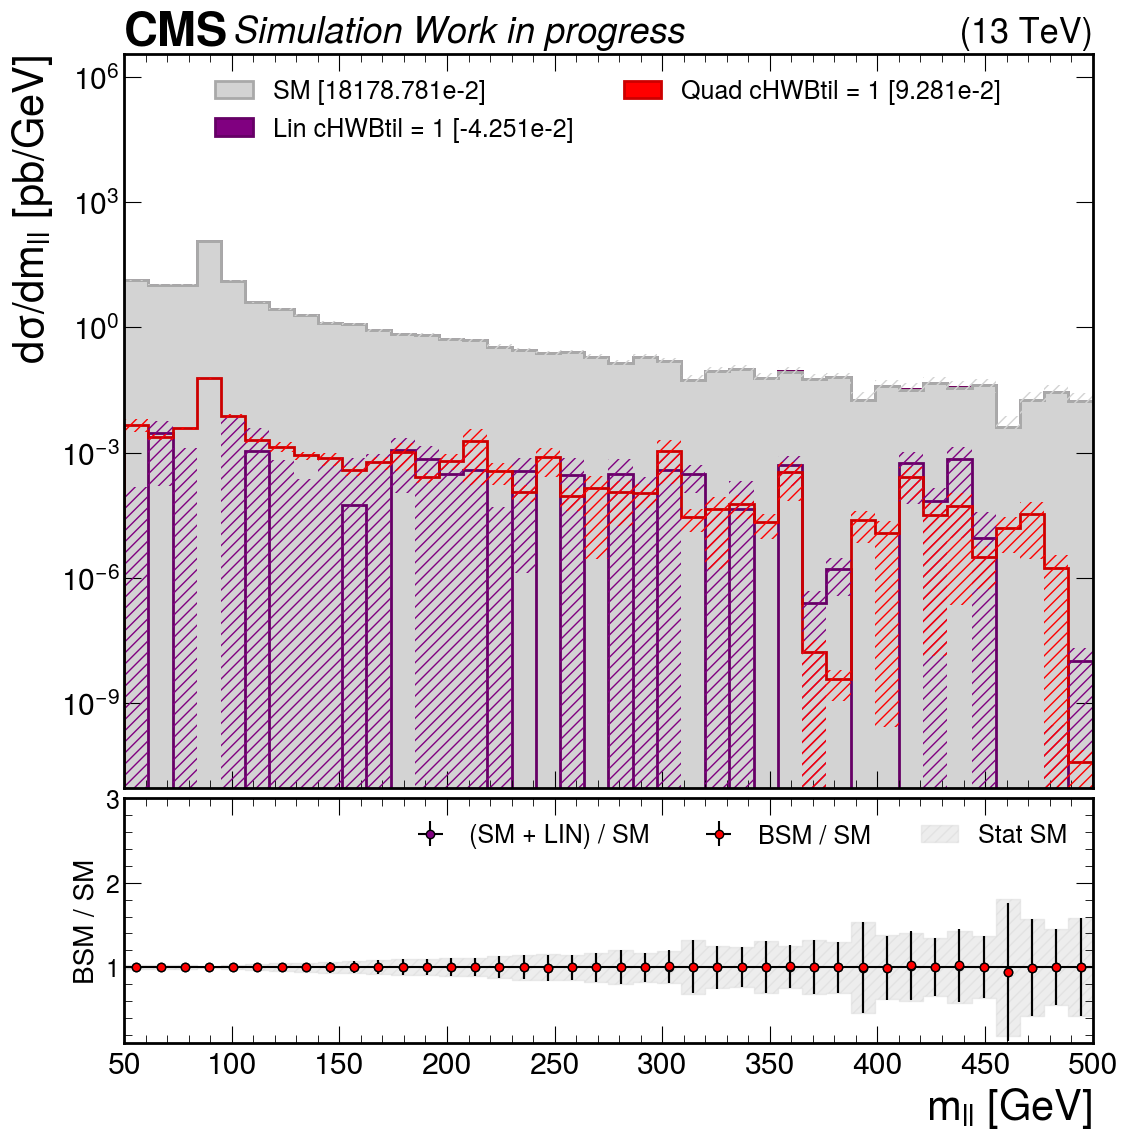 CMS Simulation Work in progress (13 TeV)
dσ/dm_ll [pb/GeV]
10^6
10^3
10^0
10^−3
10^−6
10^−9
SM [18178.781e-2]
Quad cHWBtil = 1 [9.281e-2]
Lin cHWBtil = 1 [-4.251e-2]
BSM / SM
3
2
1
(SM + LIN) / SM
BSM / SM
Stat SM
50 100 150 200 250 300 350 400 450 500
m_ll [GeV]